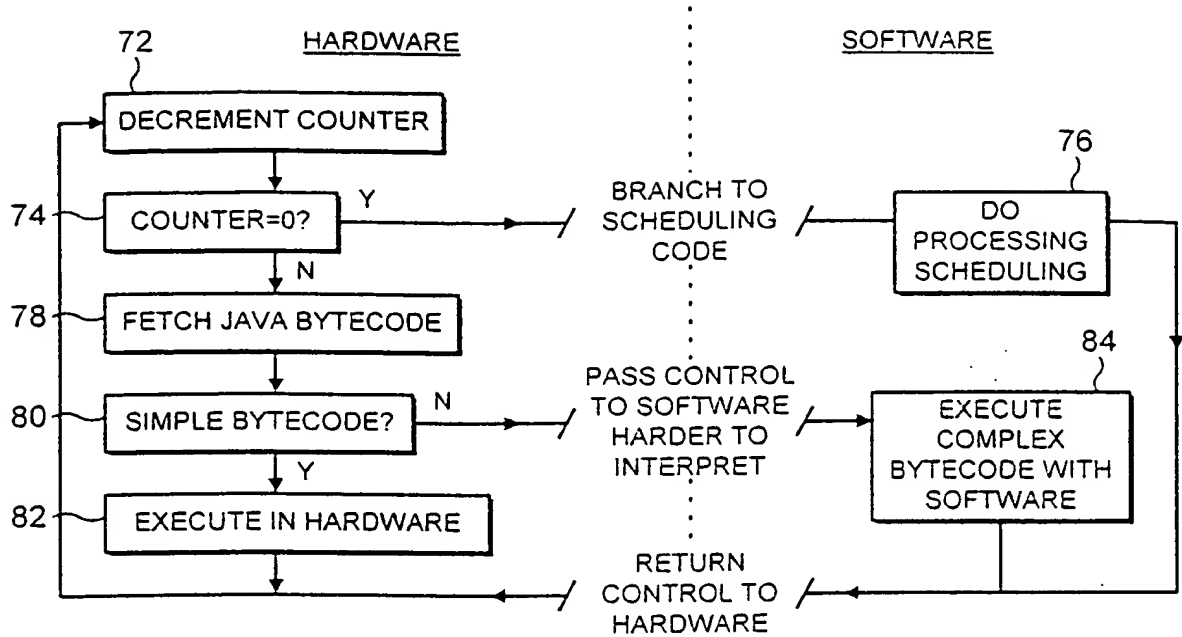 HARDWARE
SOFTWARE
72
DECREMENT COUNTER
76
74
COUNTER=0?
Y
BRANCH TO
SCHEDULING
CODE
DO
PROCESSING
SCHEDULING
N
78
FETCH JAVA BYTECODE
84
80
SIMPLE BYTECODE?
N
PASS CONTROL
TO SOFTWARE
HARDER TO
INTERPRET
EXECUTE
COMPLEX
BYTECODE WITH
SOFTWARE
Y
82
EXECUTE IN HARDWARE
RETURN
CONTROL TO
HARDWARE